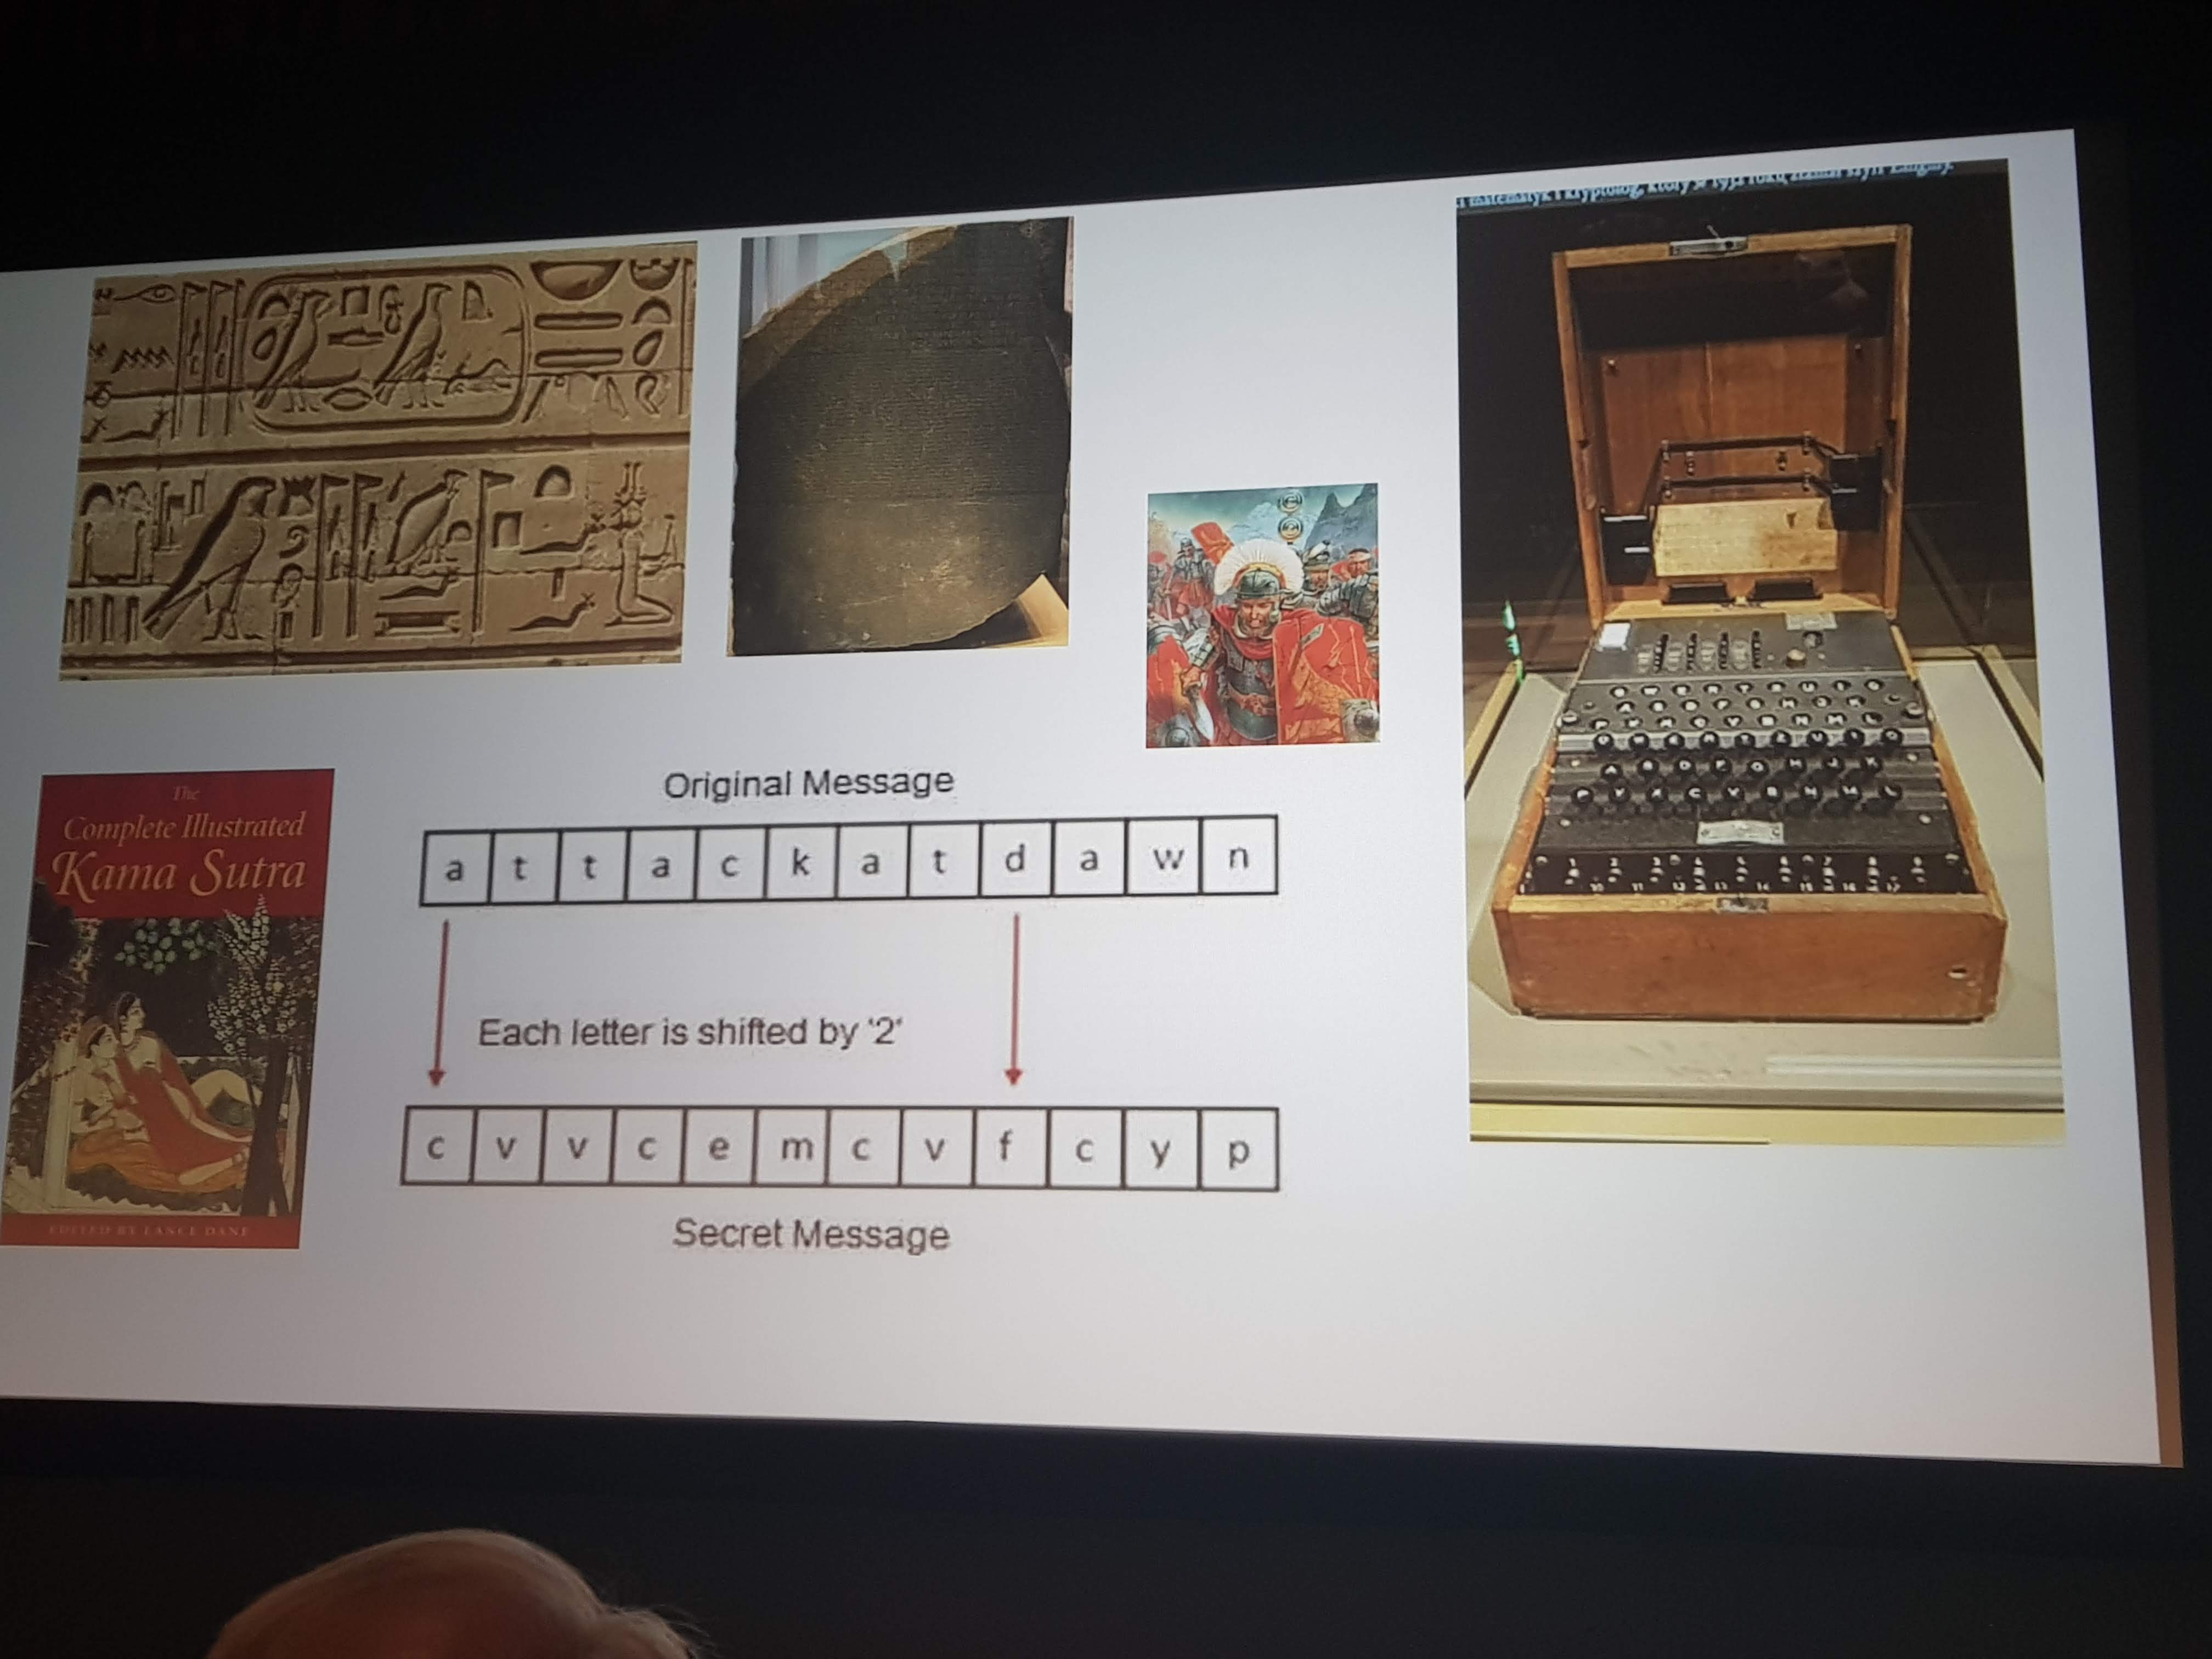 i matematyk i kryptolog, który w 1932 roku złamał szyfr Enigmy.
The
Complete Illustrated
Kama Sutra
EDITED BY LANCE DANE
Original Message
a t t a c k a t d a w n
Each letter is shifted by '2'
c v v c e m c v f c y p
Secret Message